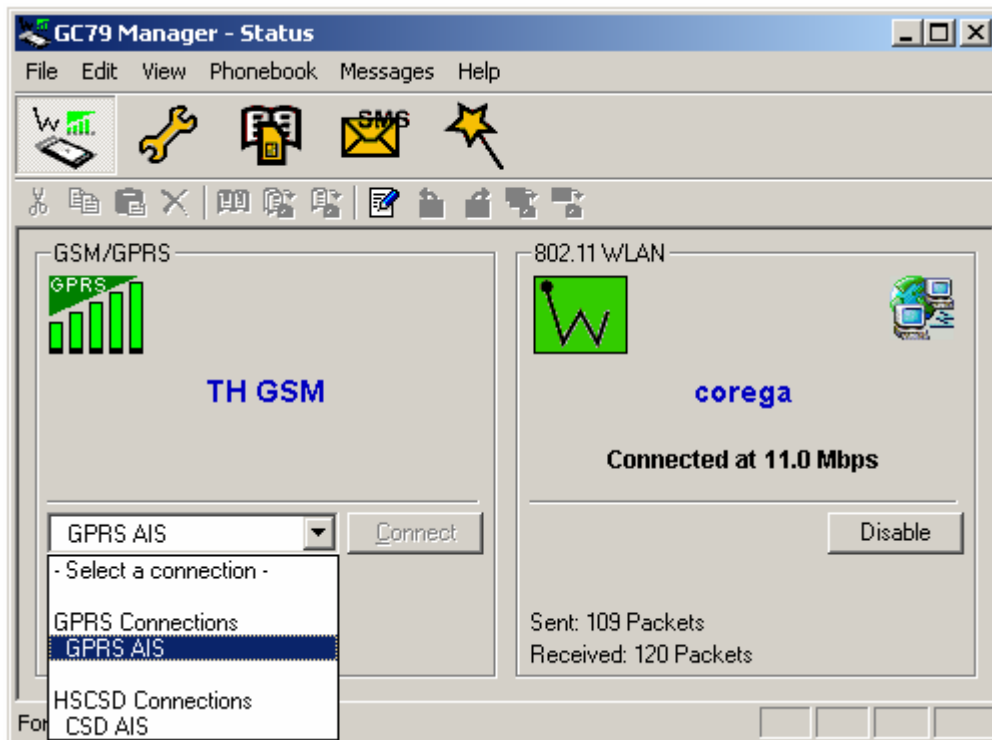 GC79 Manager - Status
File Edit View Phonebook Messages Help
SMS
GSM/GPRS
GPRS
TH GSM
GPRS AIS
Connect
- Select a connection -
GPRS Connections
GPRS AIS
HSCSD Connections
CSD AIS
802.11 WLAN
corega
Connected at 11.0 Mbps
Disable
Sent: 109 Packets
Received: 120 Packets